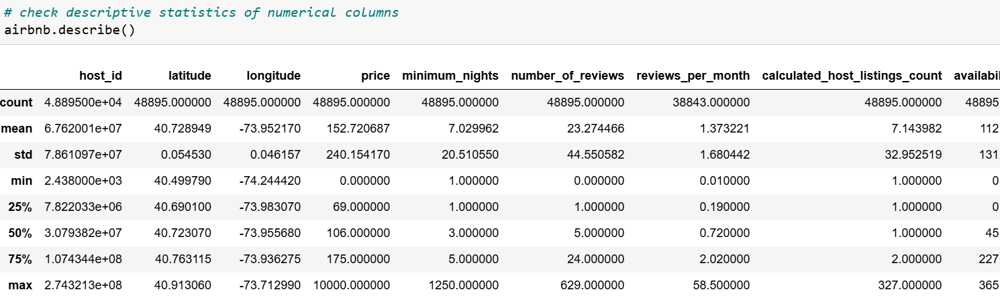 # check descriptive statistics of numerical columns
airbnb.describe()
host_id latitude longitude price minimum_nights number_of_reviews reviews_per_month calculated_host_listings_count availabil
count 4.889500e+04 48895.000000 48895.000000 48895.000000 48895.000000 48895.000000 38843.000000 48895.000000 48895
mean 6.762001e+07 40.728949 -73.952170 152.720687 7.029962 23.274466 1.373221 7.143982 112
std 7.861097e+07 0.054530 0.046157 240.154170 20.510550 44.550582 1.680442 32.952519 131
min 2.438000e+03 40.499790 -74.244420 0.000000 1.000000 0.000000 0.010000 1.000000 0
25% 7.822033e+06 40.690100 -73.983070 69.000000 1.000000 1.000000 0.190000 1.000000 0
50% 3.079382e+07 40.723070 -73.955680 106.000000 3.000000 5.000000 0.720000 1.000000 45
75% 1.074344e+08 40.763115 -73.936275 175.000000 5.000000 24.000000 2.020000 2.000000 227
max 2.743213e+08 40.913060 -73.712990 10000.000000 1250.000000 629.000000 58.500000 327.000000 365